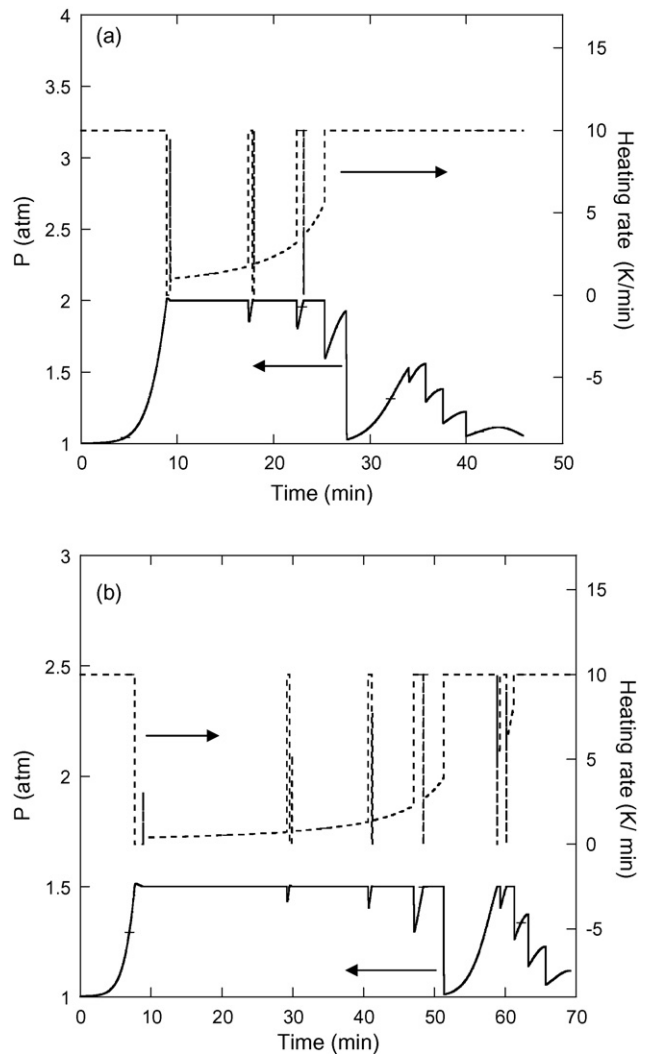 (a)
4
3.5
3
2.5
2
1.5
1
P (atm)
15
10
5
0
-5
Heating rate (K/min)
0 10 20 30 40 50
Time (min)
(b)
3
2.5
2
1.5
1
P (atm)
15
10
5
0
-5
Heating rate (K/ min)
0 10 20 30 40 50 60 70
Time (min)